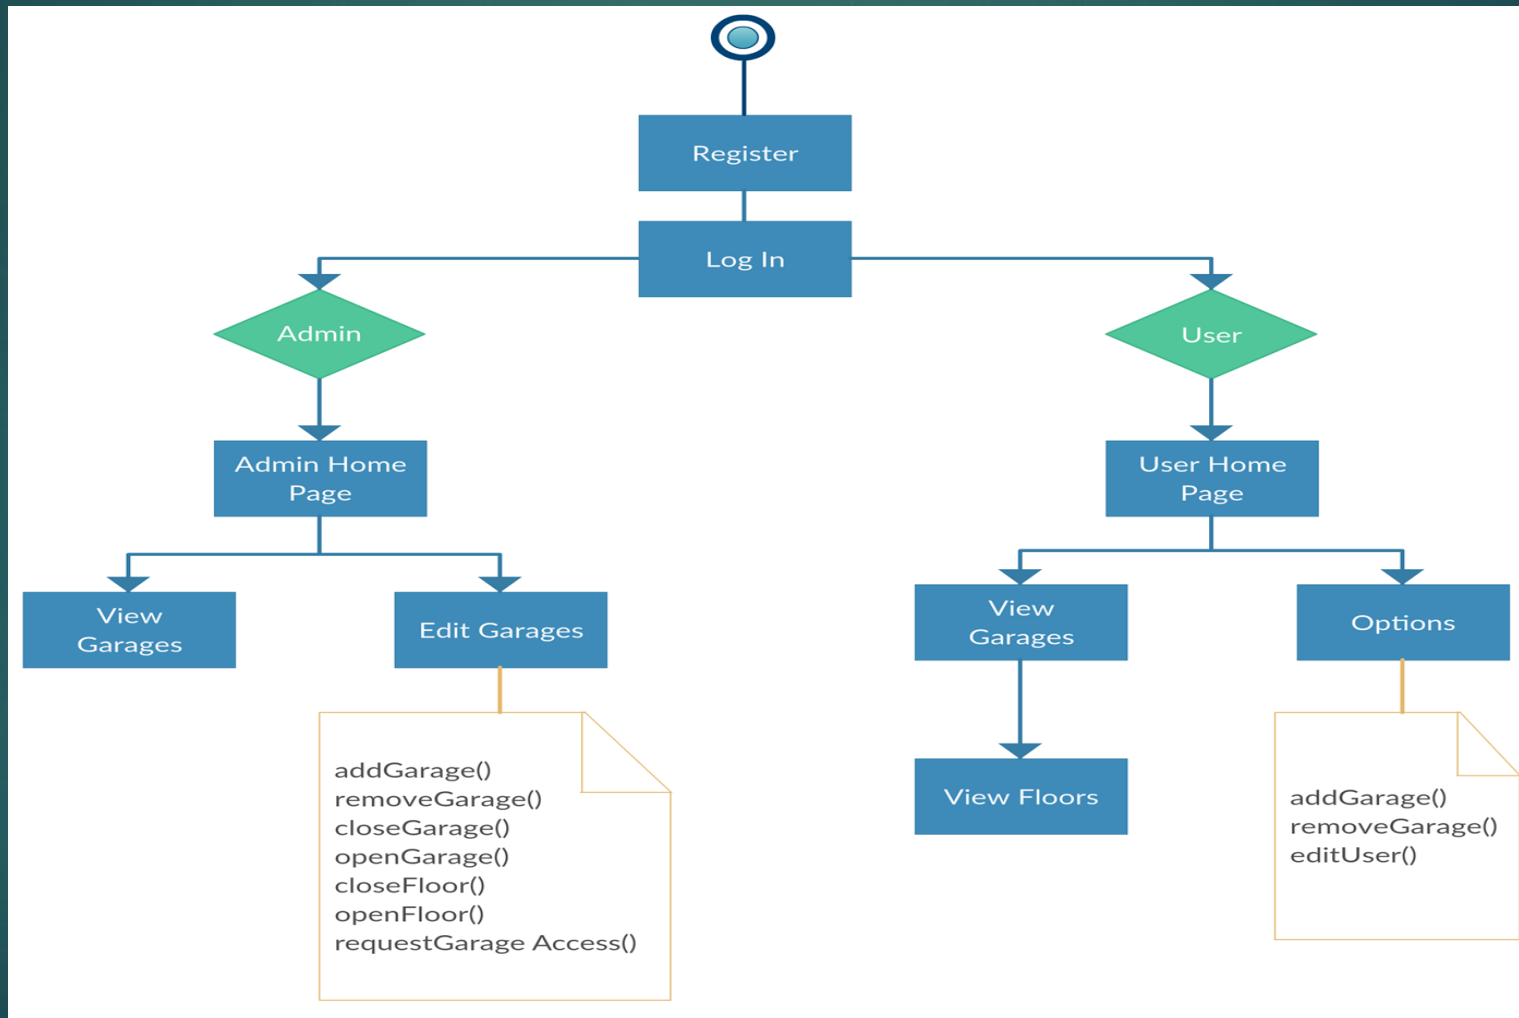 Register
Log In
Admin
User
Admin Home
Page
User Home
Page
View
Garages
Edit Garages
View
Garages
Options
View Floors
addGarage()
removeGarage()
closeGarage()
openGarage()
closeFloor()
openFloor()
requestGarage Access()
addGarage()
removeGarage()
editUser()